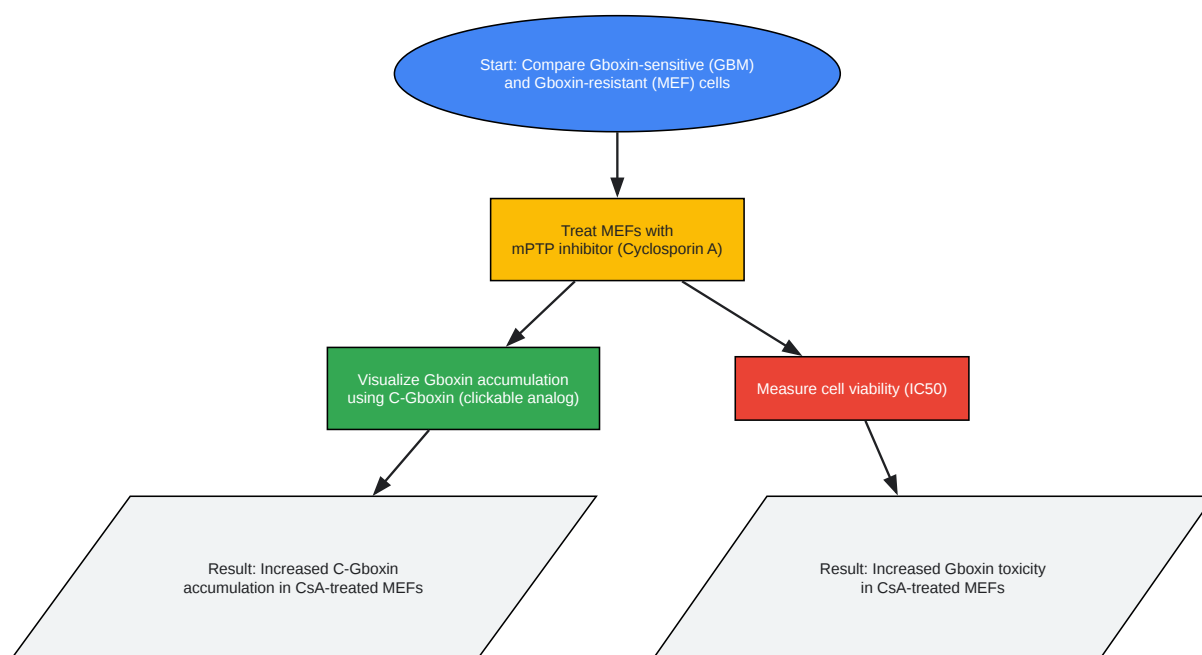 Start: Compare Gboxin-sensitive (GBM)
and Gboxin-resistant (MEF) cells
Treat MEFs with
mPTP inhibitor (Cyclosporin A)
Visualize Gboxin accumulation
using C-Gboxin (clickable analog)
Measure cell viability (IC50)
Result: Increased C-Gboxin
accumulation in CsA-treated MEFs
Result: Increased Gboxin toxicity
in CsA-treated MEFs